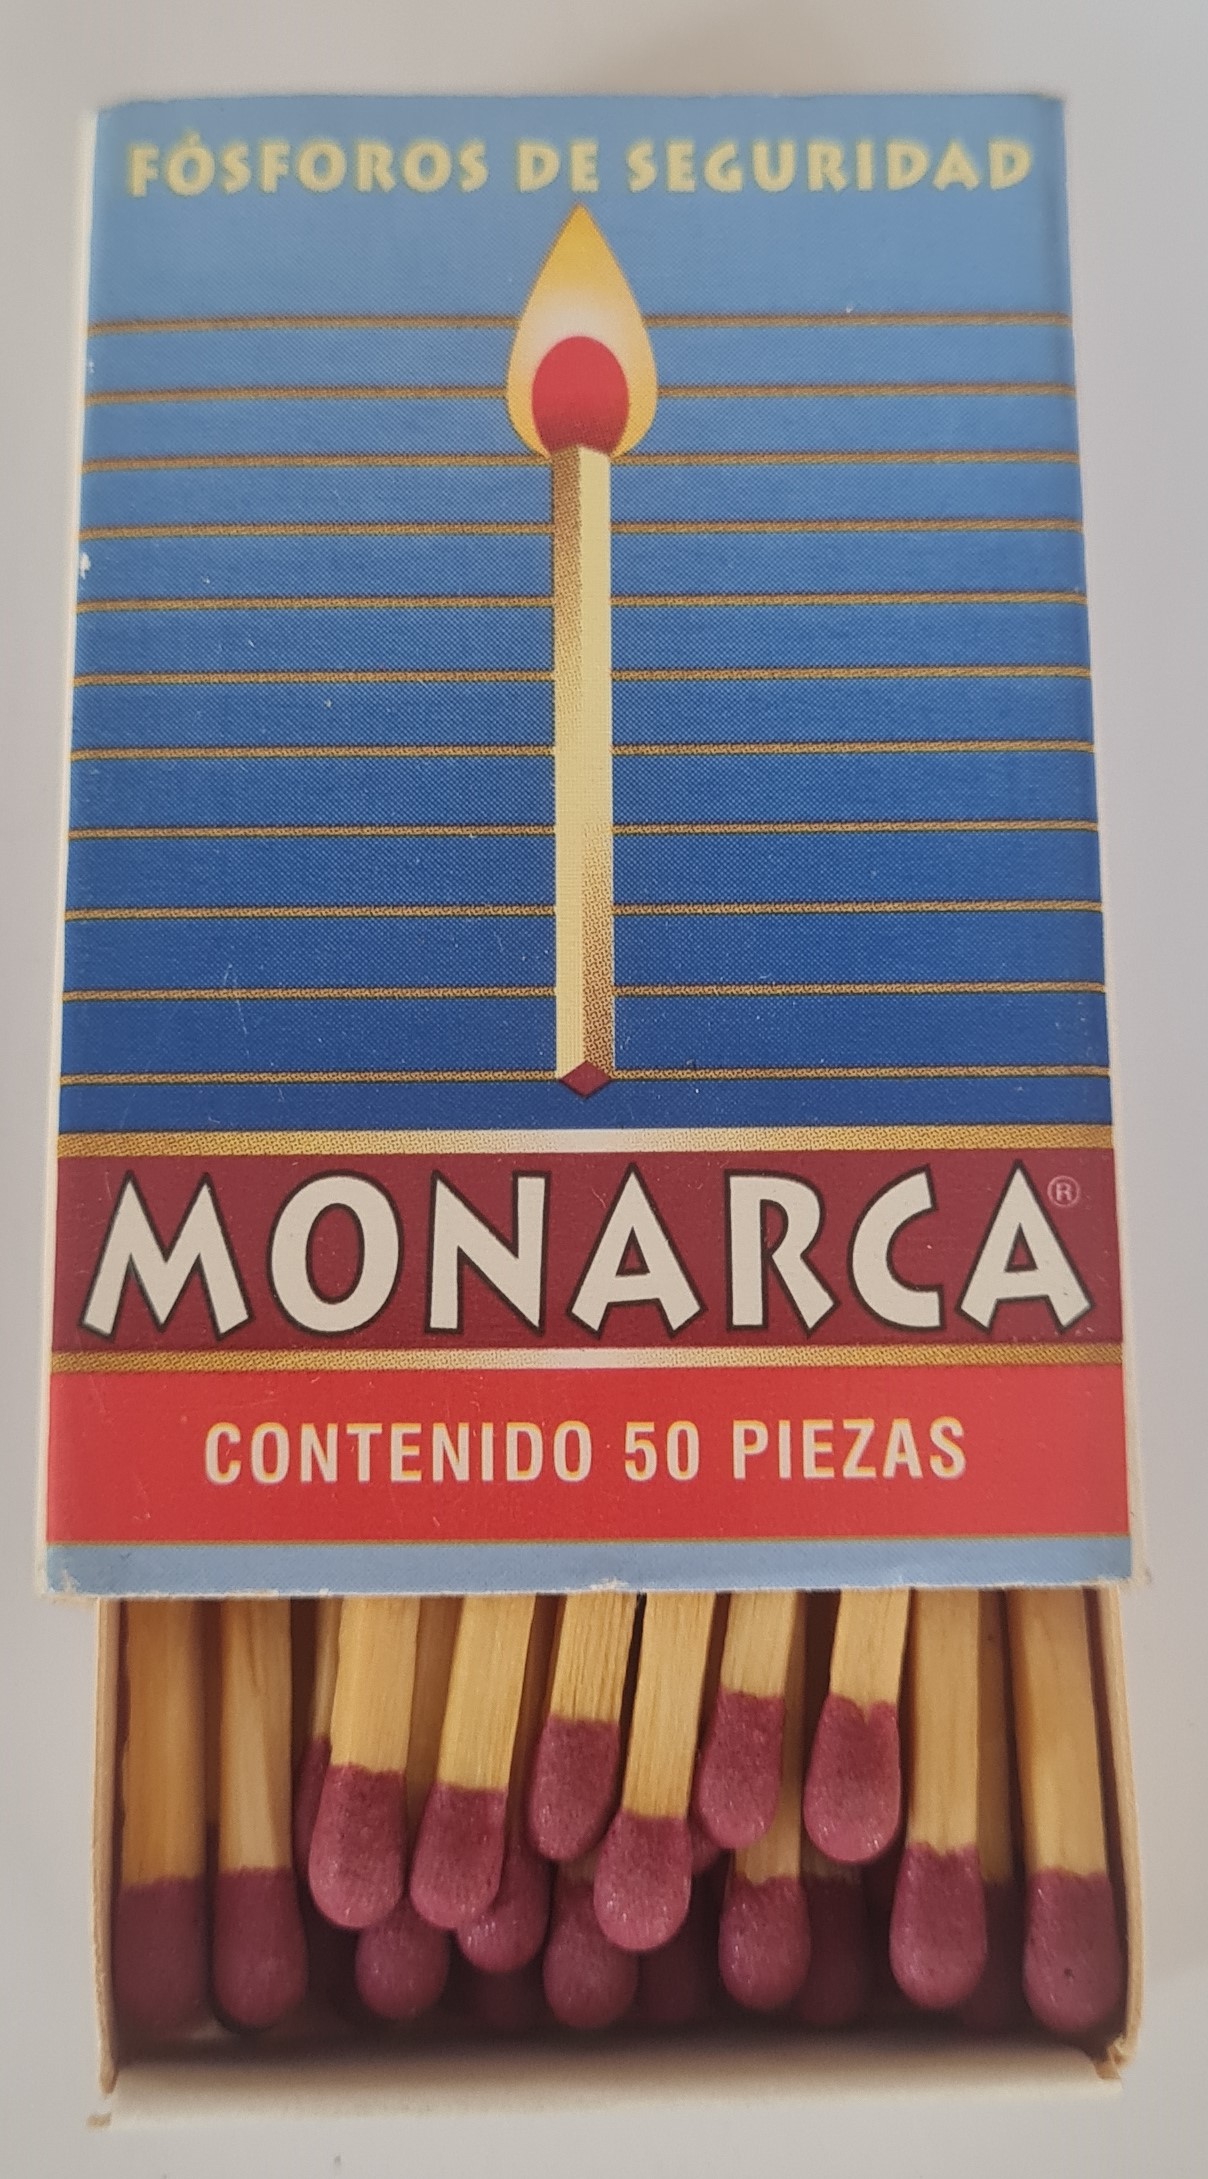 FÓSFOROS DE SEGURIDAD
MONARCA®
CONTENIDO 50 PIEZAS